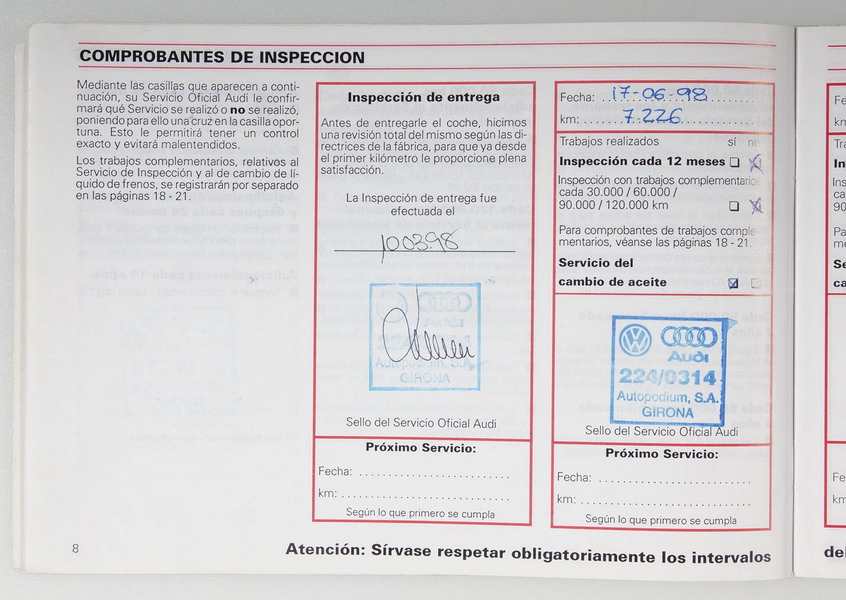 COMPROBANTES DE INSPECCION
Mediante las casillas que aparecen a conti-
nuación, su Servicio Oficial Audi le confir-
mará qué Servicio se realizó o no se realizó,
poniendo para ello una cruz en la casilla opor-
tuna. Esto le permitirá tener un control
exacto y evitará malentendidos.
Los trabajos complementarios, relativos al
Servicio de Inspección y al de cambio de lí-
quido de frenos, se registrarán por separado
en las páginas 18 - 21.
Inspección de entrega
Antes de entregarle el coche, hicimos
una revisión total del mismo según las di-
rectrices de la fábrica, para que ya desde
el primer kilómetro le proporcione plena
satisfacción.
La Inspección de entrega fue
efectuada el
100398
Audi
Autopodium, S.A.
GIRONA
Sello del Servicio Oficial Audi
Próximo Servicio:
Fecha:
km:
Según lo que primero se cumpla
Fecha: 17-06-98
km: 7.226
Trabajos realizados sí no
Inspección cada 12 meses
Inspección con trabajos complementarios
cada 30.000 / 60.000 /
90.000 / 120.000 km
Para comprobantes de trabajos comple-
mentarios, véanse las páginas 18 - 21.
Servicio del
cambio de aceite
Audi
224/0314
Autopodium, S.A.
GIRONA
Sello del Servicio Oficial Audi
Próximo Servicio:
Fecha:
km:
Según lo que primero se cumpla
8
Atención: Sírvase respetar obligatoriamente los intervalos